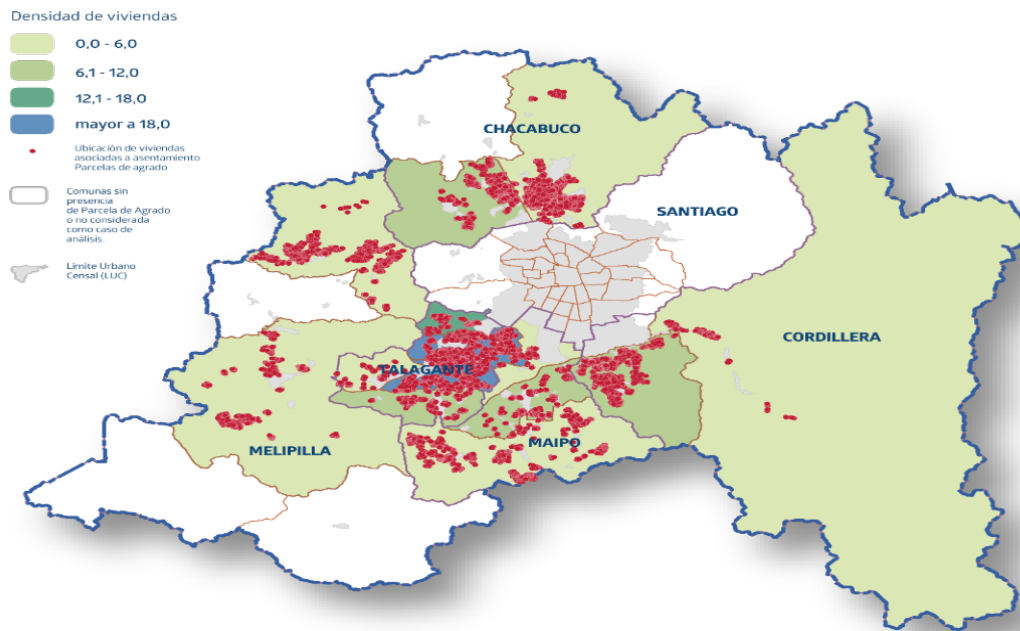 Densidad de viviendas
0,0 - 6,0
6,1 - 12,0
12,1 - 18,0
mayor a 18,0
Ubicación de viviendas
asociadas a asentamiento
Parcelas de agrado
Comunas sin
presencia
de Parcela de Agrado
o no considerada
como caso de
análisis.
Límite Urbano
Censal (LUC)
CHACABUCO
SANTIAGO
CORDILLERA
TALAGANTE
MAIPO
MELIPILLA